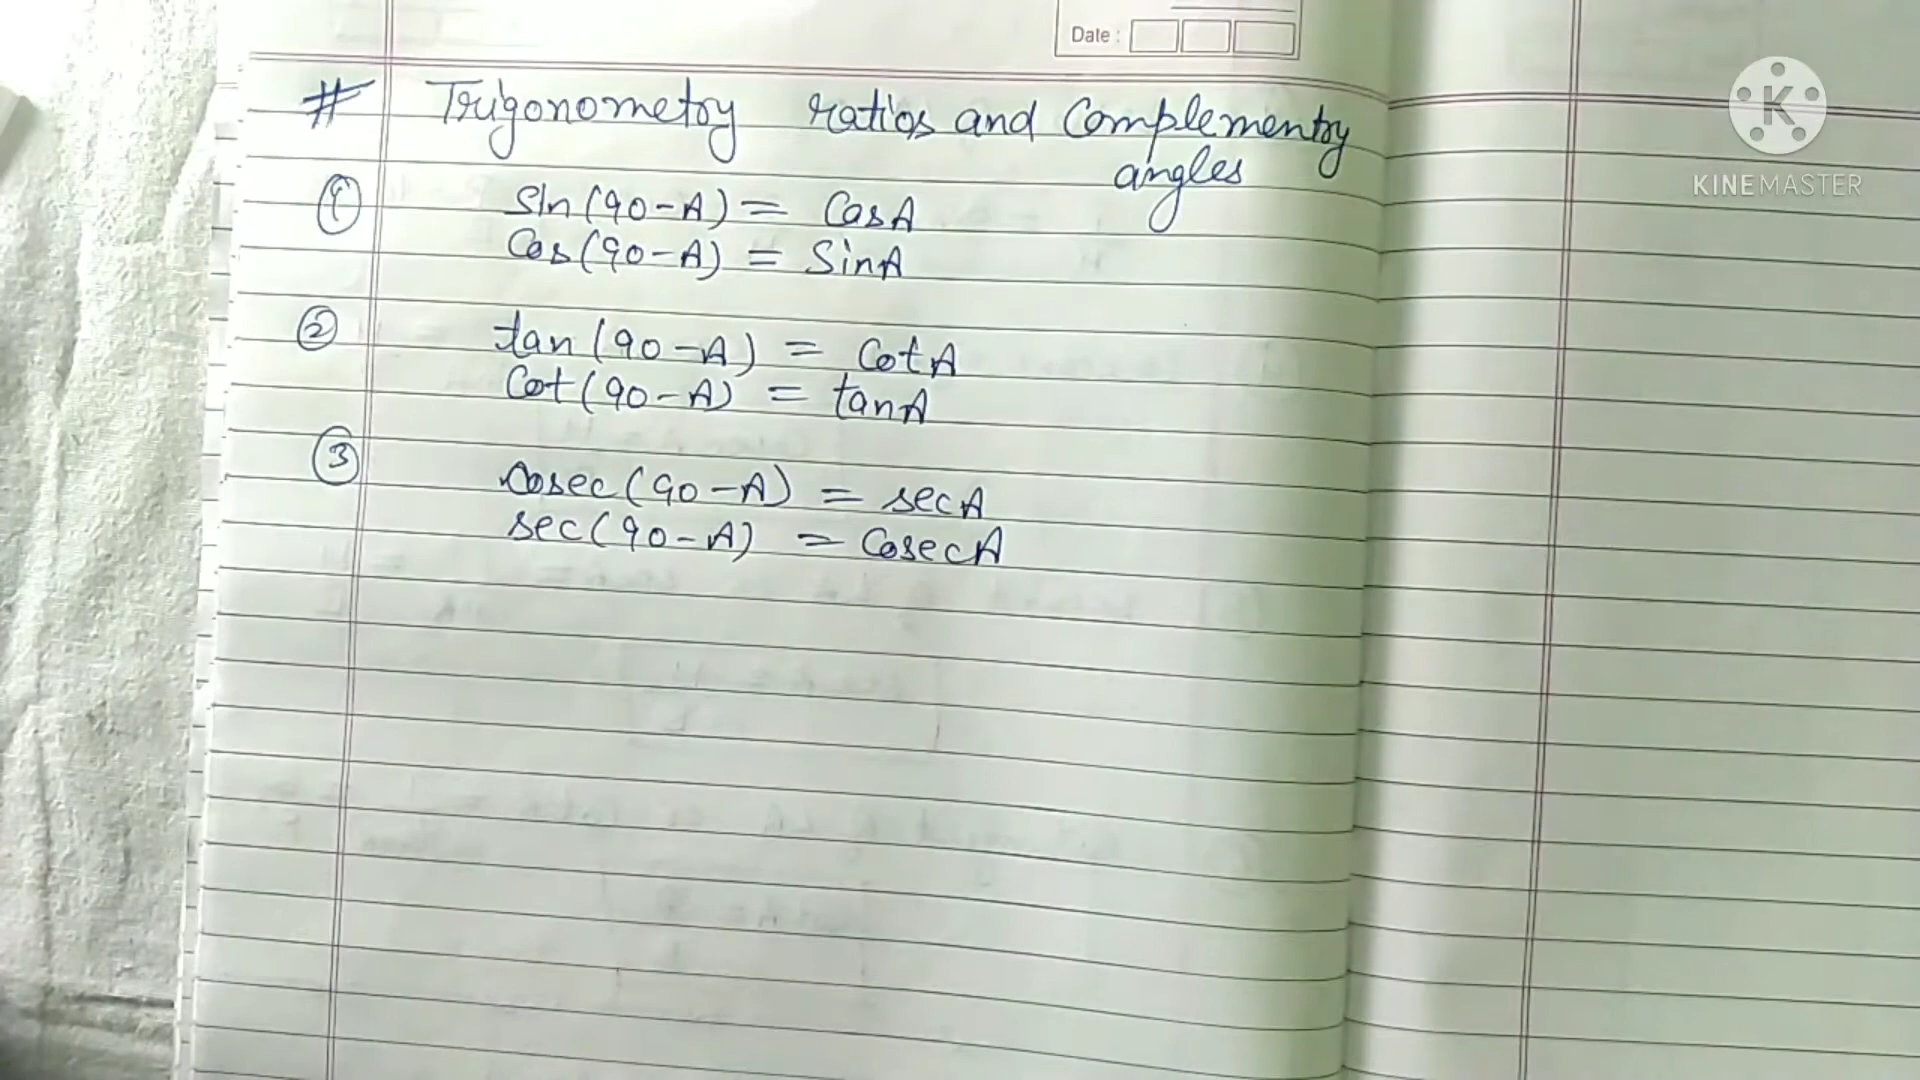 Date :
# Trigonometry ratios and Complementry
angles
① Sin(90-A) = CosA
Cos(90-A) = SinA
② tan(90-A) = CotA
Cot(90-A) = tanA
③ Cosec(90-A) = secA
sec(90-A) = CosecA
K
KINEMASTER